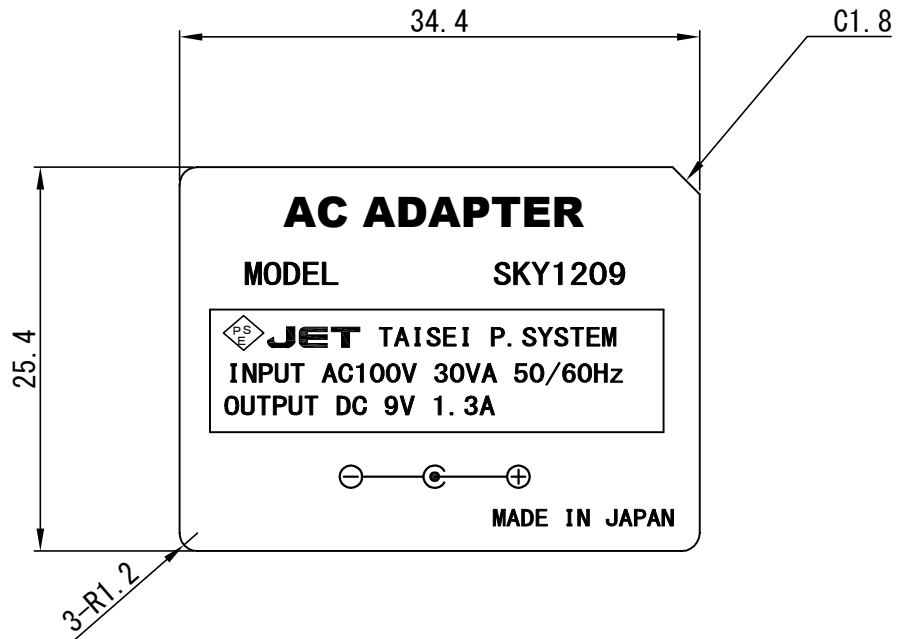 34.4
C1.8
AC ADAPTER
MODEL SKY1209
PS
E
JET TAISEI P.SYSTEM
INPUT AC100V 30VA 50/60Hz
OUTPUT DC 9V 1.3A
MADE IN JAPAN
25.4
3-R1.2